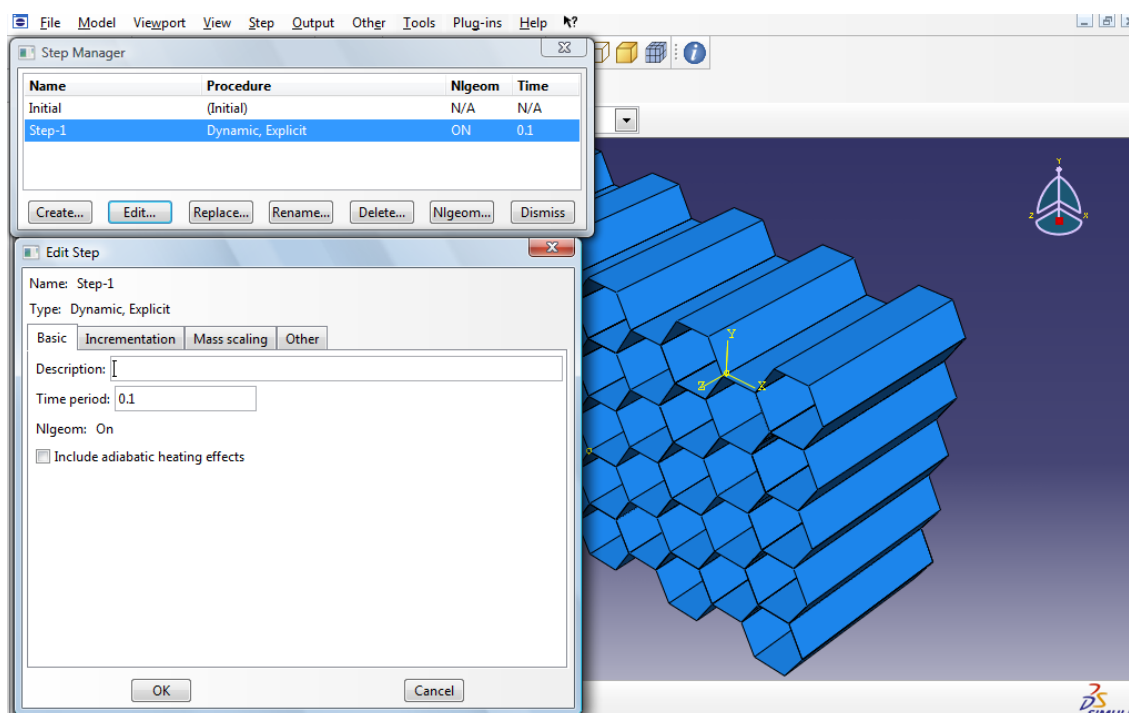 File Model Viewport View Step Output Other Tools Plug-ins Help ?
Step Manager
Name Procedure Nlgeom Time
Initial (Initial) N/A N/A
Step-1 Dynamic, Explicit ON 0.1
Create... Edit... Replace... Rename... Delete... Nlgeom... Dismiss
Edit Step
Name: Step-1
Type: Dynamic, Explicit
Basic Incrementation Mass scaling Other
Description:
Time period: 0.1
Nlgeom: On
Include adiabatic heating effects
OK Cancel
Y
Z X
Y
Z X